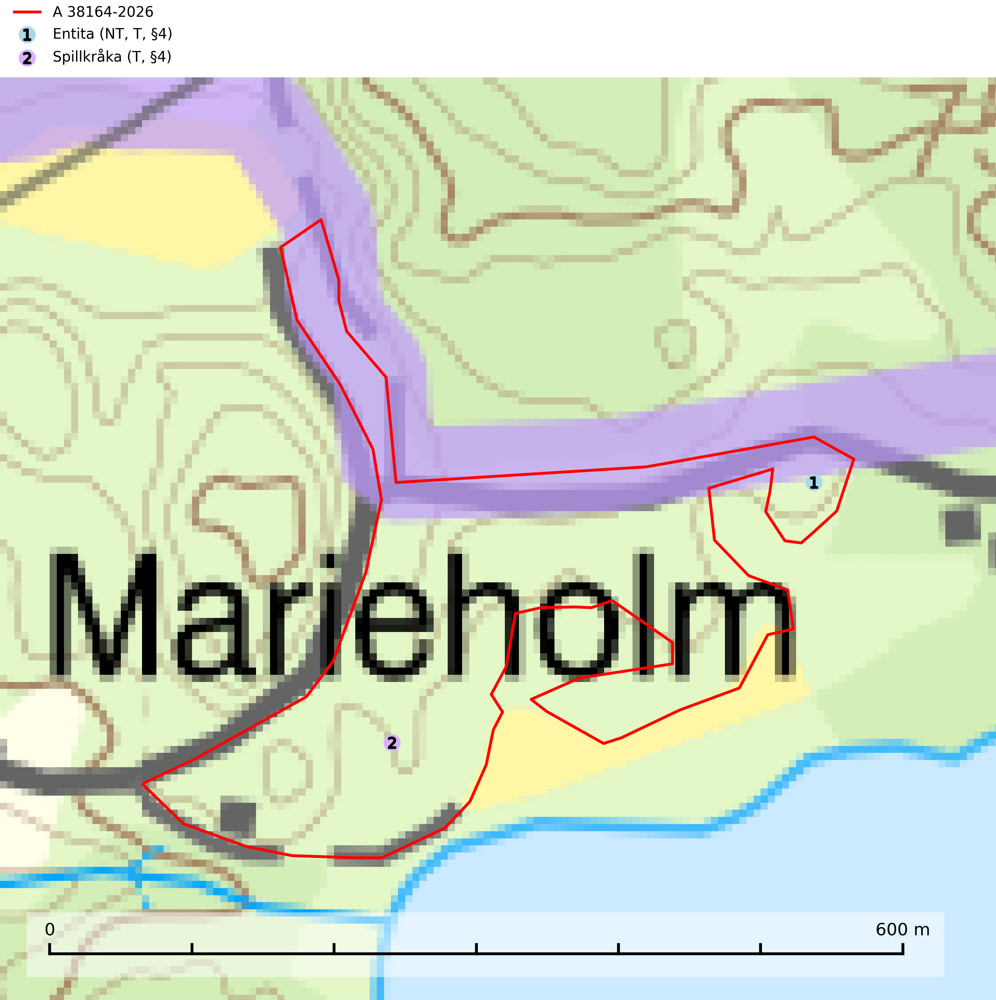 A 38164-2026
1 Entita (NT, T, §4)
2 Spillkråka (T, §4)
1
Marieholm
2
0 600 m